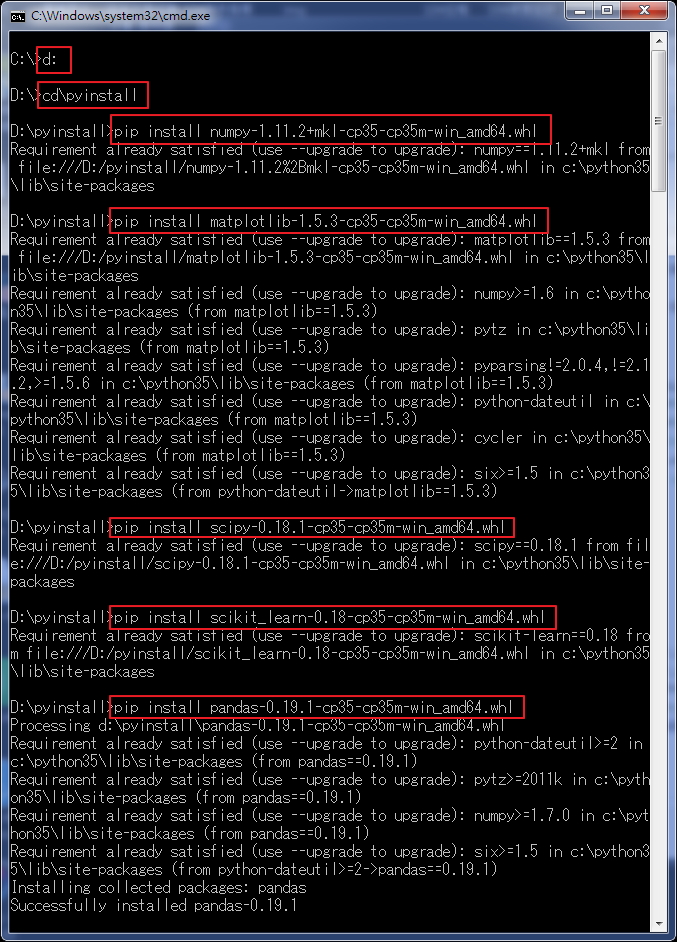 C:\Windows\system32\cmd.exe
C:\>d:
D:\>cd\pyinstall
D:\pyinstall>pip install numpy-1.11.2+mkl-cp35-cp35m-win_amd64.whl
Requirement already satisfied (use --upgrade to upgrade): numpy==1.11.2+mkl from
 file:///D:/pyinstall/numpy-1.11.2%2Bmkl-cp35-cp35m-win_amd64.whl in c:\python35
\lib\site-packages
D:\pyinstall>pip install matplotlib-1.5.3-cp35-cp35m-win_amd64.whl
Requirement already satisfied (use --upgrade to upgrade): matplotlib==1.5.3 from
 file:///D:/pyinstall/matplotlib-1.5.3-cp35-cp35m-win_amd64.whl in c:\python35\l
ib\site-packages
Requirement already satisfied (use --upgrade to upgrade): numpy>=1.6 in c:\pytho
n35\lib\site-packages (from matplotlib==1.5.3)
Requirement already satisfied (use --upgrade to upgrade): pytz in c:\python35\li
b\site-packages (from matplotlib==1.5.3)
Requirement already satisfied (use --upgrade to upgrade): pyparsing!=2.0.4,!=2.1
.2,>=1.5.6 in c:\python35\lib\site-packages (from matplotlib==1.5.3)
Requirement already satisfied (use --upgrade to upgrade): python-dateutil in c:\
python35\lib\site-packages (from matplotlib==1.5.3)
Requirement already satisfied (use --upgrade to upgrade): cycler in c:\python35\
lib\site-packages (from matplotlib==1.5.3)
Requirement already satisfied (use --upgrade to upgrade): six>=1.5 in c:\python3
5\lib\site-packages (from python-dateutil->matplotlib==1.5.3)
D:\pyinstall>pip install scipy-0.18.1-cp35-cp35m-win_amd64.whl
Requirement already satisfied (use --upgrade to upgrade): scipy==0.18.1 from fil
e:///D:/pyinstall/scipy-0.18.1-cp35-cp35m-win_amd64.whl in c:\python35\lib\site-
packages
D:\pyinstall>pip install scikit_learn-0.18-cp35-cp35m-win_amd64.whl
Requirement already satisfied (use --upgrade to upgrade): scikit-learn==0.18 fro
m file:///D:/pyinstall/scikit_learn-0.18-cp35-cp35m-win_amd64.whl in c:\python35
\lib\site-packages
D:\pyinstall>pip install pandas-0.19.1-cp35-cp35m-win_amd64.whl
Processing d:\pyinstall\pandas-0.19.1-cp35-cp35m-win_amd64.whl
Requirement already satisfied (use --upgrade to upgrade): python-dateutil>=2 in
c:\python35\lib\site-packages (from pandas==0.19.1)
Requirement already satisfied (use --upgrade to upgrade): pytz>=2011k in c:\pyth
on35\lib\site-packages (from pandas==0.19.1)
Requirement already satisfied (use --upgrade to upgrade): numpy>=1.7.0 in c:\pyt
hon35\lib\site-packages (from pandas==0.19.1)
Requirement already satisfied (use --upgrade to upgrade): six>=1.5 in c:\python3
5\lib\site-packages (from python-dateutil>=2->pandas==0.19.1)
Installing collected packages: pandas
Successfully installed pandas-0.19.1